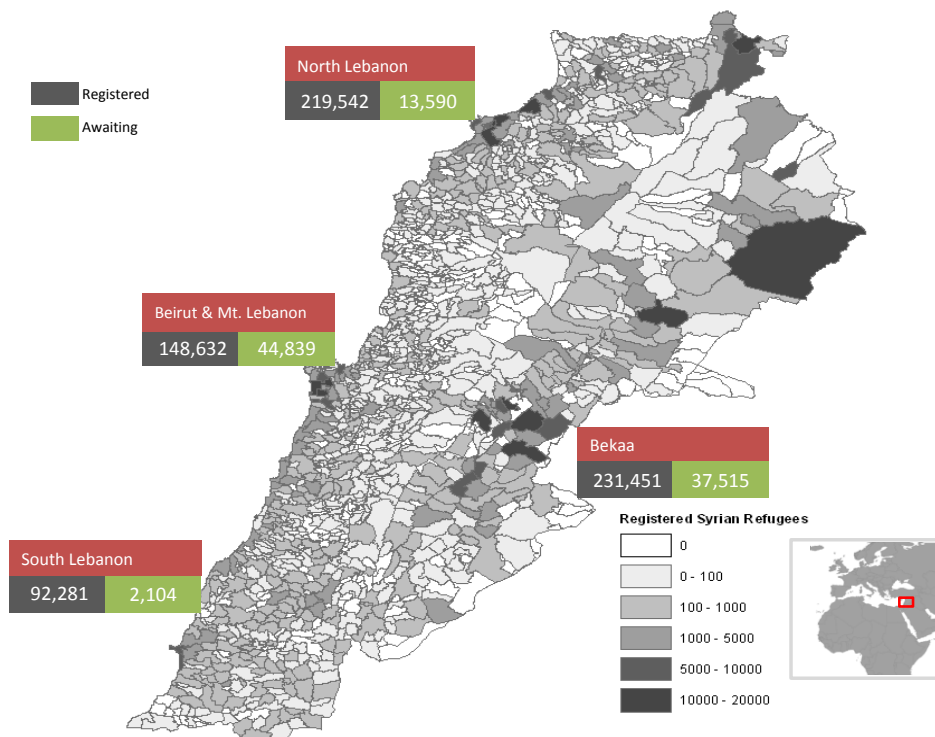 North Lebanon
219,542 13,590
Registered
Awaiting
Beirut & Mt. Lebanon
148,632 44,839
Bekaa
231,451 37,515
South Lebanon
92,281 2,104
Registered Syrian Refugees
0
0 - 100
100 - 1000
1000 - 5000
5000 - 10000
10000 - 20000